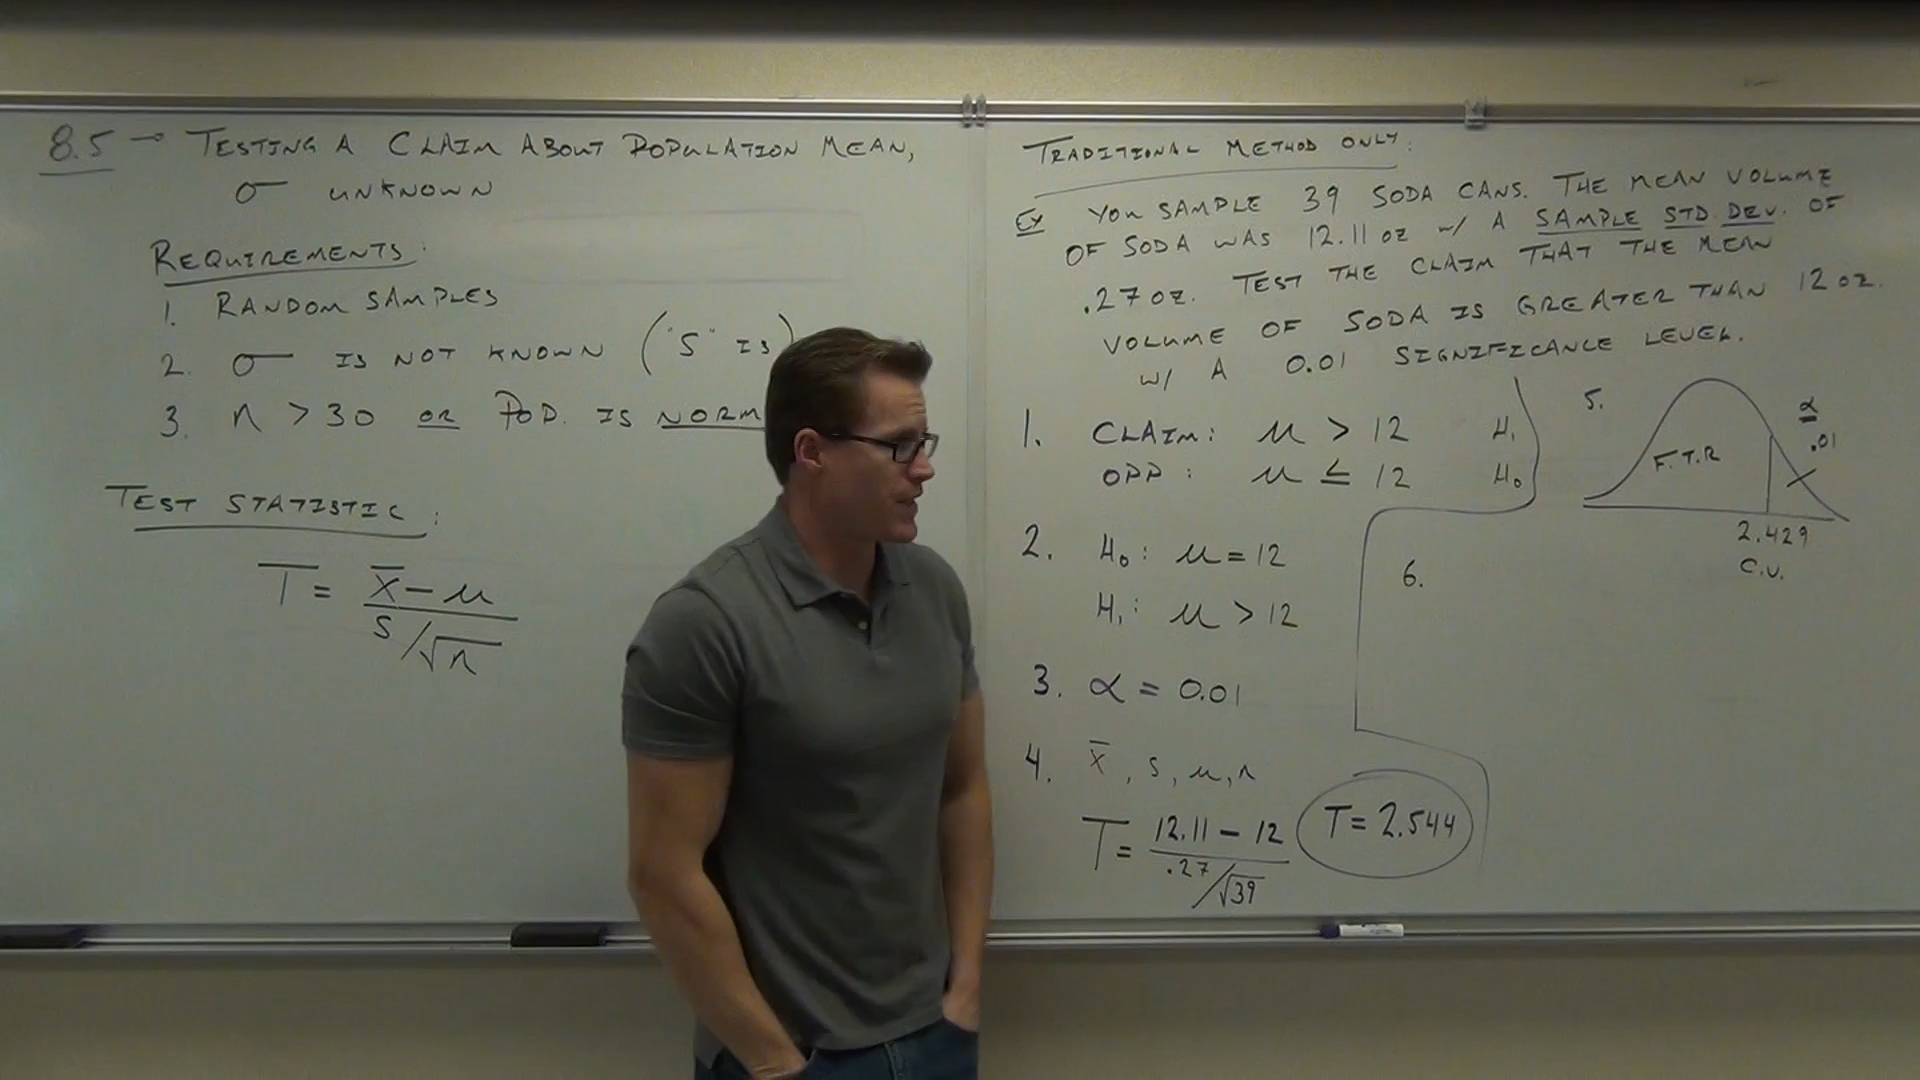 8.5 → TESTING A CLAIM ABOUT POPULATION MEAN,
σ UNKNOWN
REQUIREMENTS:
1. RANDOM SAMPLES
2. σ IS NOT KNOWN ("S" IS)
3. n > 30 OR POP. IS NORM
TEST STATISTIC:
T = x̄ - μ
S/√n
TRADITIONAL METHOD ONLY:
EX YOU SAMPLE 39 SODA CANS. THE MEAN VOLUME
OF SODA WAS 12.11 OZ W/ A SAMPLE STD. DEV. OF
.27 OZ. TEST THE CLAIM THAT THE MEAN
VOLUME OF SODA IS GREATER THAN 12 OZ.
W/ A 0.01 SIGNIFICANCE LEVEL.
1. CLAIM: μ > 12 H₁
OPP: μ ≤ 12 H₀
2. H₀: μ = 12
H₁: μ > 12
3. α = 0.01
4. x̄, s, μ, n
T = 12.11 - 12
.27/√39
T = 2.544
5.
F.T.R
α
.01
2.429
C.V.
6.